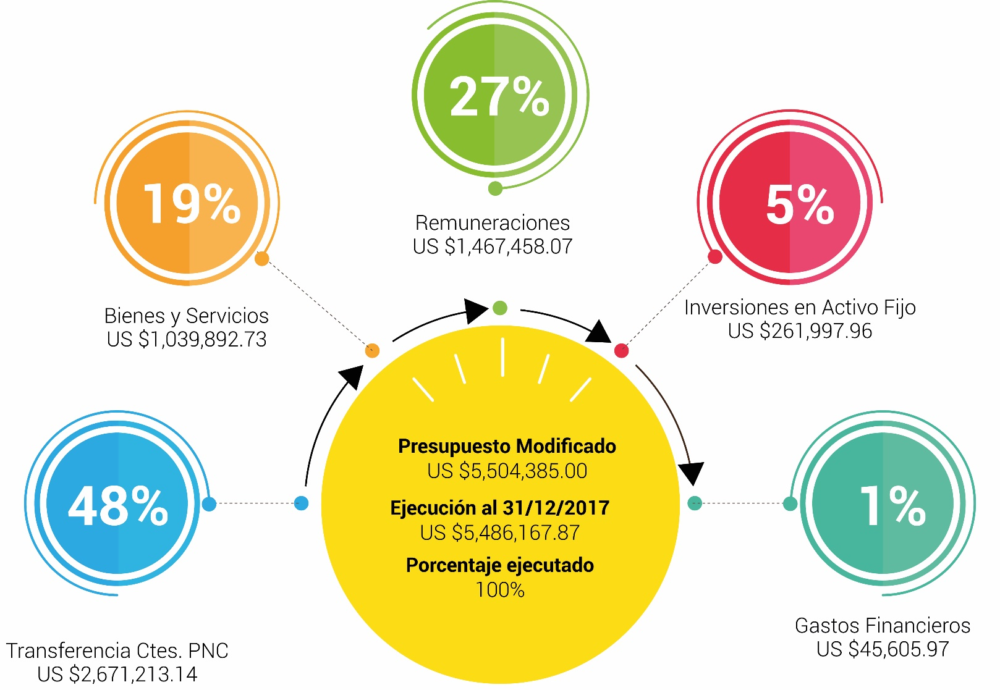 27%
Remuneraciones
US $1,467,458.07
19%
Bienes y Servicios
US $1,039,892.73
5%
Inversiones en Activo Fijo
US $261,997.96
48%
Transferencia Ctes. PNC
US $2,671,213.14
Presupuesto Modificado
US $5,504,385.00
Ejecución al 31/12/2017
US $5,486,167.87
Porcentaje ejecutado
100%
1%
Gastos Financieros
US $45,605.97